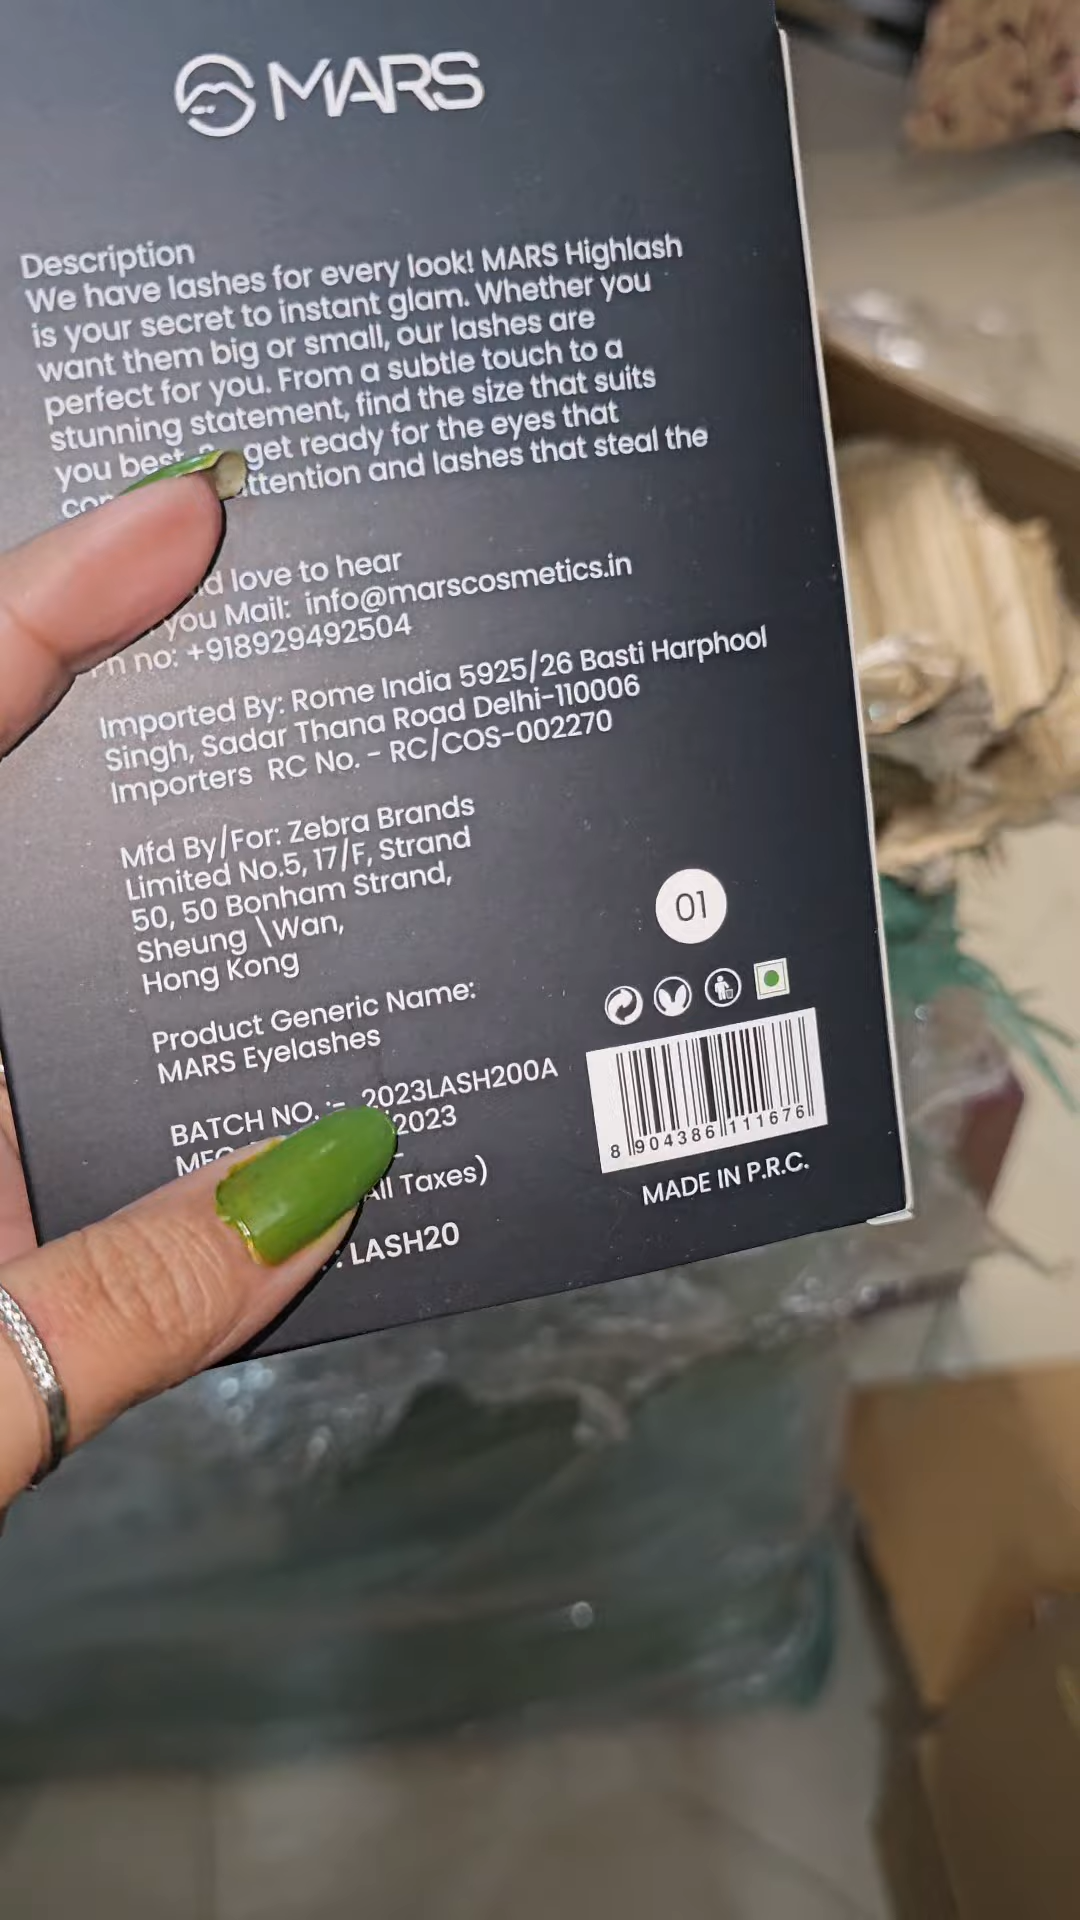 MARS
Description
We have lashes for every look! MARS Highlash
is your secret to instant glam. Whether you
want them big or small, our lashes are
perfect for you. From a subtle touch to a
stunning statement, find the size that suits
you best get ready for the eyes that
attention and lashes that steal the
love to hear
you Mail: info@marscosmetics.in
no: +918929492504
Imported By: Rome India 5925/26 Basti Harphool
Singh, Sadar Thana Road Delhi-110006
Importers RC No. - RC/COS-002270
Mfd By/For: Zebra Brands
Limited No.5, 17/F, Strand
50, 50 Bonham Strand,
Sheung \Wan,
Hong Kong
01
Product Generic Name:
MARS Eyelashes
BATCH NO. :- 2023LASH200A
2023
All Taxes)
: LASH20
8 904386 111676
MADE IN P.R.C.